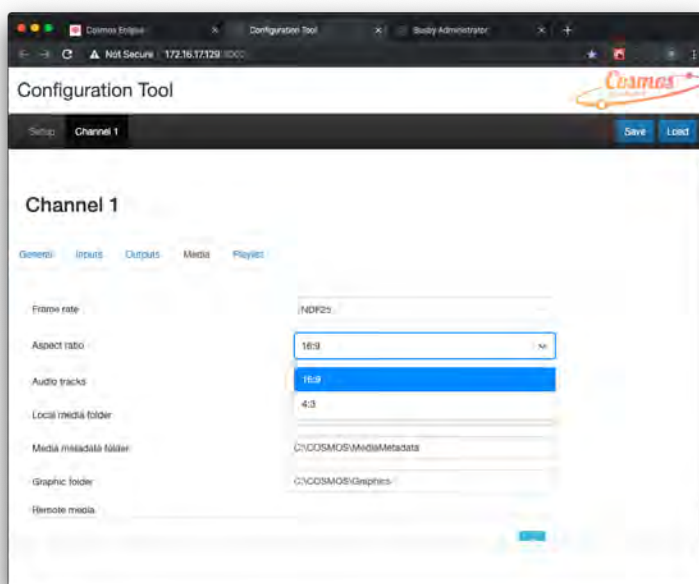 Cosmos Eclipse
Configuration Tool
Busby Administrator
Not Secure
172.16.17.129
Configuration Tool
Cosmos
Setup
Channel 1
Save
Load
Channel 1
General
Inputs
Outputs
Media
Playlist
Frame rate
NDF25
Aspect ratio
16:9
16:9
Audio tracks
4:3
Local media folder
Media metadata folder
C:\COSMOS\MediaMetadata
Graphic folder
C:\COSMOS\Graphics
Remote media